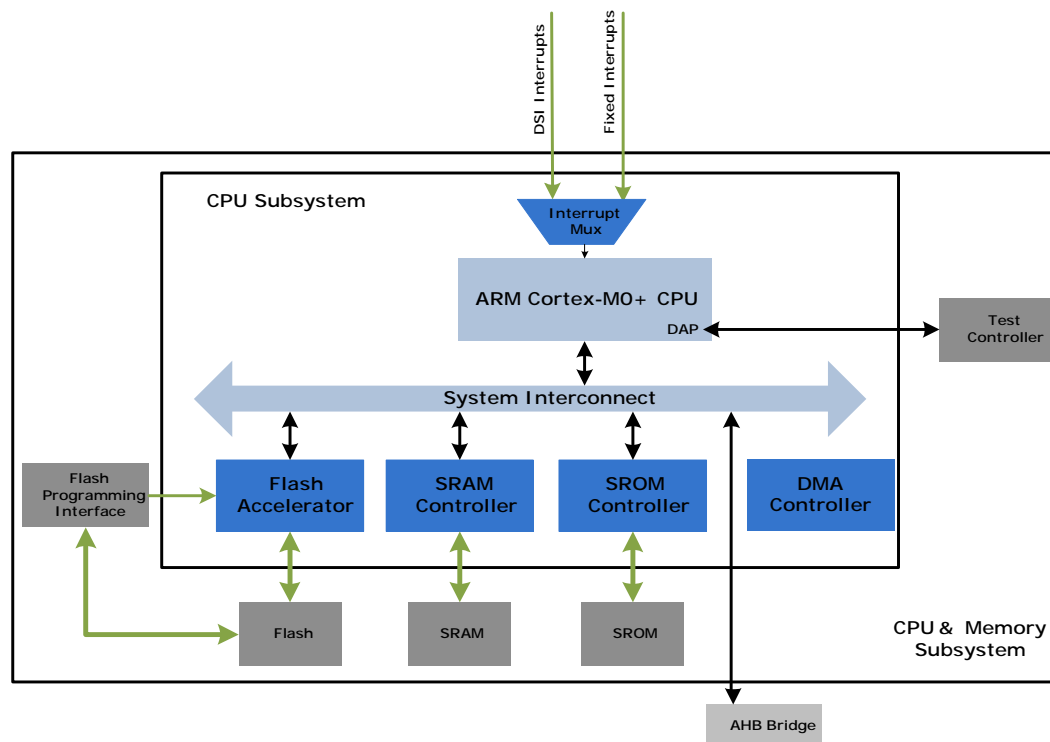 DSI Interrupts
Fixed Interrupts
CPU Subsystem
Interrupt
Mux
ARM Cortex-M0+ CPU
DAP
Test
Controller
System Interconnect
Flash
Programming
Interface
Flash
Accelerator
SRAM
Controller
SROM
Controller
DMA
Controller
Flash
SRAM
SROM
CPU & Memory
Subsystem
AHB Bridge